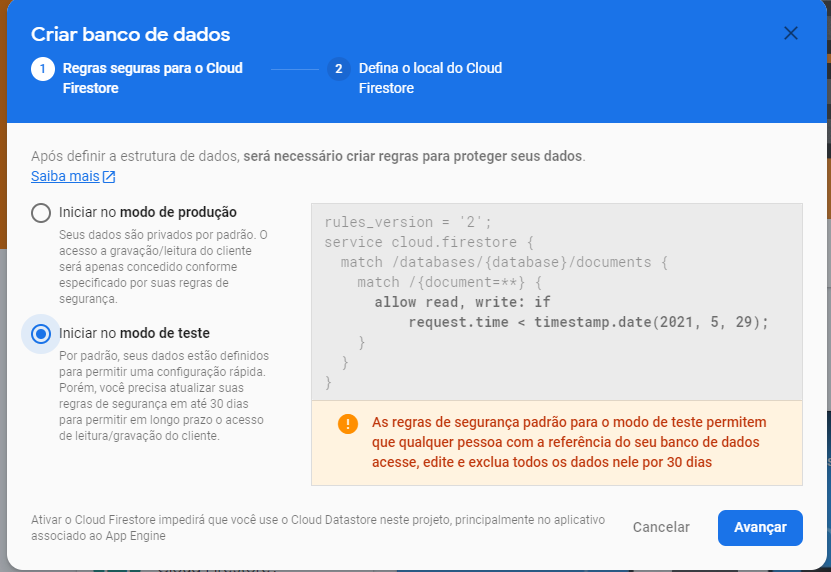 Criar banco de dados
1 Regras seguras para o Cloud
Firestore
2 Defina o local do Cloud
Firestore
Após definir a estrutura de dados, será necessário criar regras para proteger seus dados.
Saiba mais
Iniciar no modo de produção
Seus dados são privados por padrão. O
acesso a gravação/leitura do cliente
será apenas concedido conforme
especificado por suas regras de
segurança.
Iniciar no modo de teste
Por padrão, seus dados estão definidos
para permitir uma configuração rápida.
Porém, você precisa atualizar suas
regras de segurança em até 30 dias
para permitir em longo prazo o acesso
de leitura/gravação do cliente.
rules_version = '2';
service cloud.firestore {
match /databases/{database}/documents {
match /{document=**} {
allow read, write: if
request.time < timestamp.date(2021, 5, 29);
}
}
}
As regras de segurança padrão para o modo de teste permitem
que qualquer pessoa com a referência do seu banco de dados
acesse, edite e exclua todos os dados nele por 30 dias
Ativar o Cloud Firestore impedirá que você use o Cloud Datastore neste projeto, principalmente no aplicativo
associado ao App Engine
Cancelar
Avançar